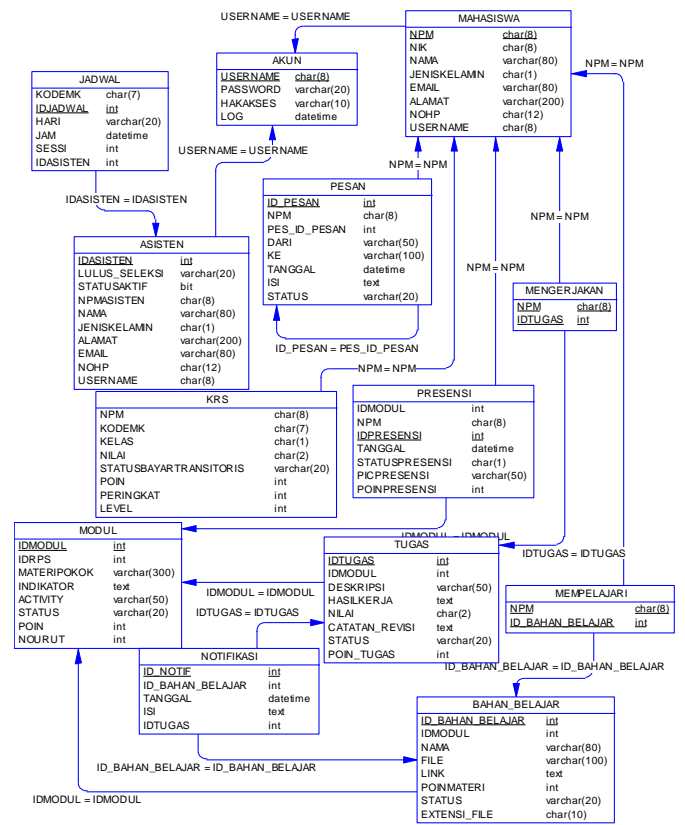 USERNAME = USERNAME
MAHASISWA
NPM char(8)
NIK char(8)
NAMA varchar(80)
JENISKELAMIN char(1)
EMAIL varchar(80)
ALAMAT varchar(200)
NOHP char(12)
USERNAME char(8)
AKUN
USERNAME char(8)
PASSWORD varchar(20)
HAKAKSES varchar(10)
LOG datetime
NPM = NPM
JADWAL
KODEMK char(7)
IDJADWAL int
HARI varchar(20)
JAM datetime
SESSI int
IDASISTEN int
USERNAME = USERNAME
NPM = NPM
IDASISTEN = IDASISTEN
PESAN
ID_PESAN int
NPM char(8)
PES_ID_PESAN int
DARI varchar(50)
KE varchar(100)
TANGGAL datetime
ISI text
STATUS varchar(20)
NPM = NPM
ASISTEN
IDASISTEN int
LULUS_SELEKSI varchar(20)
STATUSAKTIF bit
NPMASISTEN char(8)
NAMA varchar(80)
JENISKELAMIN char(1)
ALAMAT varchar(200)
EMAIL varchar(80)
NOHP char(12)
USERNAME char(8)
NPM = NPM
MENGERJAKAN
NPM char(8)
IDTUGAS int
ID_PESAN = PES_ID_PESAN
NPM = NPM
KRS
NPM char(8)
KODEMK char(7)
KELAS char(1)
NILAI char(2)
STATUSBAYARTRANSITORIS varchar(20)
POIN int
PERINGKAT int
LEVEL int
PRESENSI
IDMODUL int
NPM char(8)
IDPRESENSI int
TANGGAL datetime
STATUSPRESENSI char(1)
PICPRESENSI varchar(50)
POINPRESENSI int
MODUL
IDMODUL int
IDRPS int
MATERIPOKOK varchar(300)
INDIKATOR text
ACTIVITY varchar(50)
STATUS varchar(20)
POIN int
NOURUT int
IDMODUL = IDMODUL
TUGAS
IDTUGAS int
IDMODUL int
DESKRIPSI varchar(50)
HASILKERJA text
NILAI char(2)
CATATAN_REVISI text
STATUS varchar(20)
POIN_TUGAS int
IDTUGAS = IDTUGAS
IDMODUL = IDMODUL
IDTUGAS = IDTUGAS
MEMPELAJARI
NPM char(8)
ID_BAHAN_BELAJAR int
NOTIFIKASI
ID_NOTIF int
ID_BAHAN_BELAJAR int
TANGGAL datetime
ISI text
IDTUGAS int
ID_BAHAN_BELAJAR = ID_BAHAN_BELAJAR
BAHAN_BELAJAR
ID_BAHAN_BELAJAR int
IDMODUL int
NAMA varchar(80)
FILE varchar(100)
LINK text
POINMATERI int
STATUS varchar(20)
EXTENSI_FILE char(10)
ID_BAHAN_BELAJAR = ID_BAHAN_BELAJAR
IDMODUL = IDMODUL